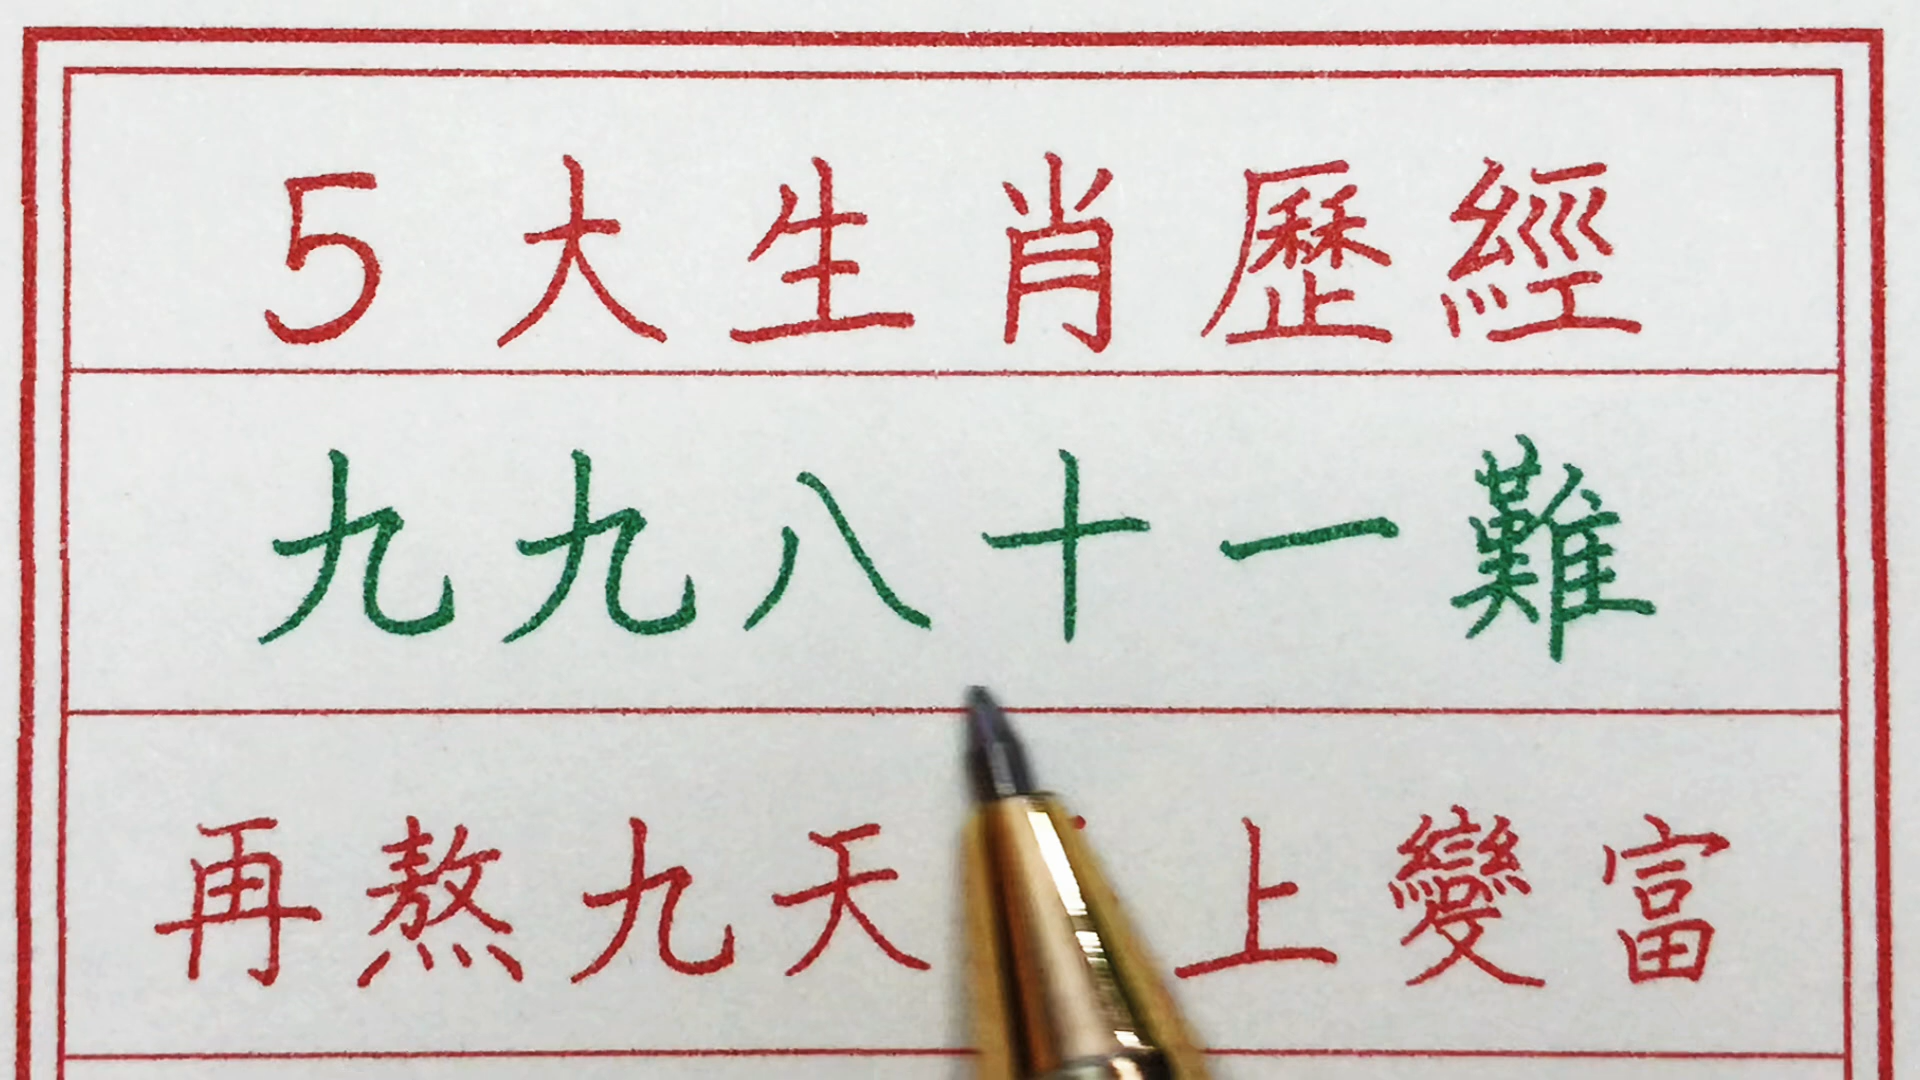 5大生肖歷經
九九八十一難
再熬九天 上變富